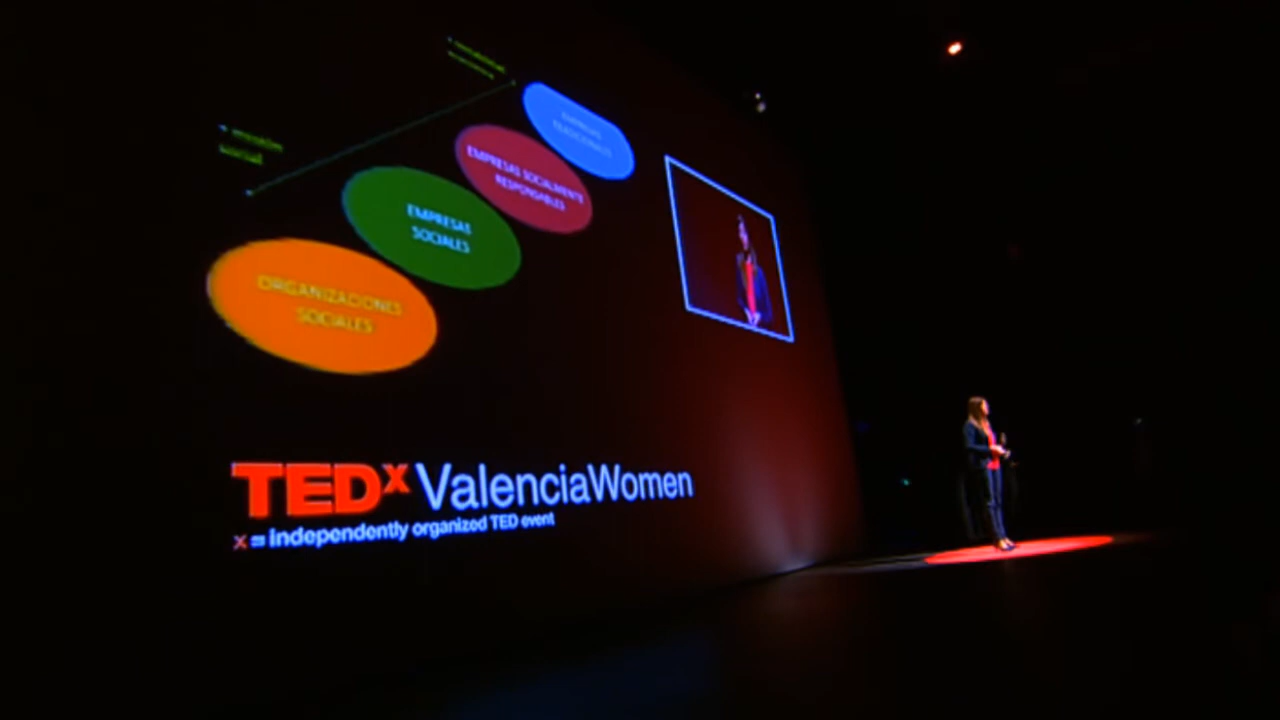 EMPRESAS SOCIALMENTE
RESPONSABLES
EMPRESAS
SOCIALES
ORGANIZACIONES
SOCIALES
TEDx ValenciaWomen
x = independently organized TED event